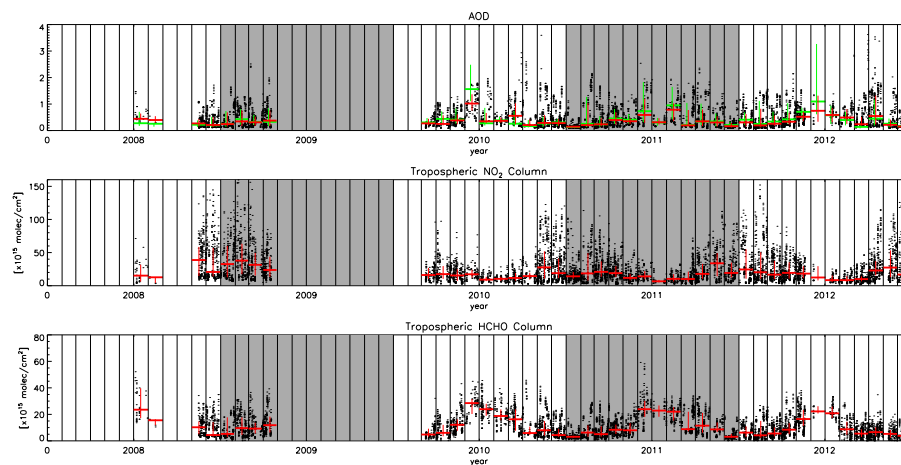 AOD
4
3
2
1
0
0 2008 2009 2010 2011 2012
year
Tropospheric NO2 Column
[x10^15 molec/cm^2]
150
100
50
0
0 2008 2009 2010 2011 2012
year
Tropospheric HCHO Column
[x10^15 molec/cm^2]
80
60
40
20
0
0 2008 2009 2010 2011 2012
year